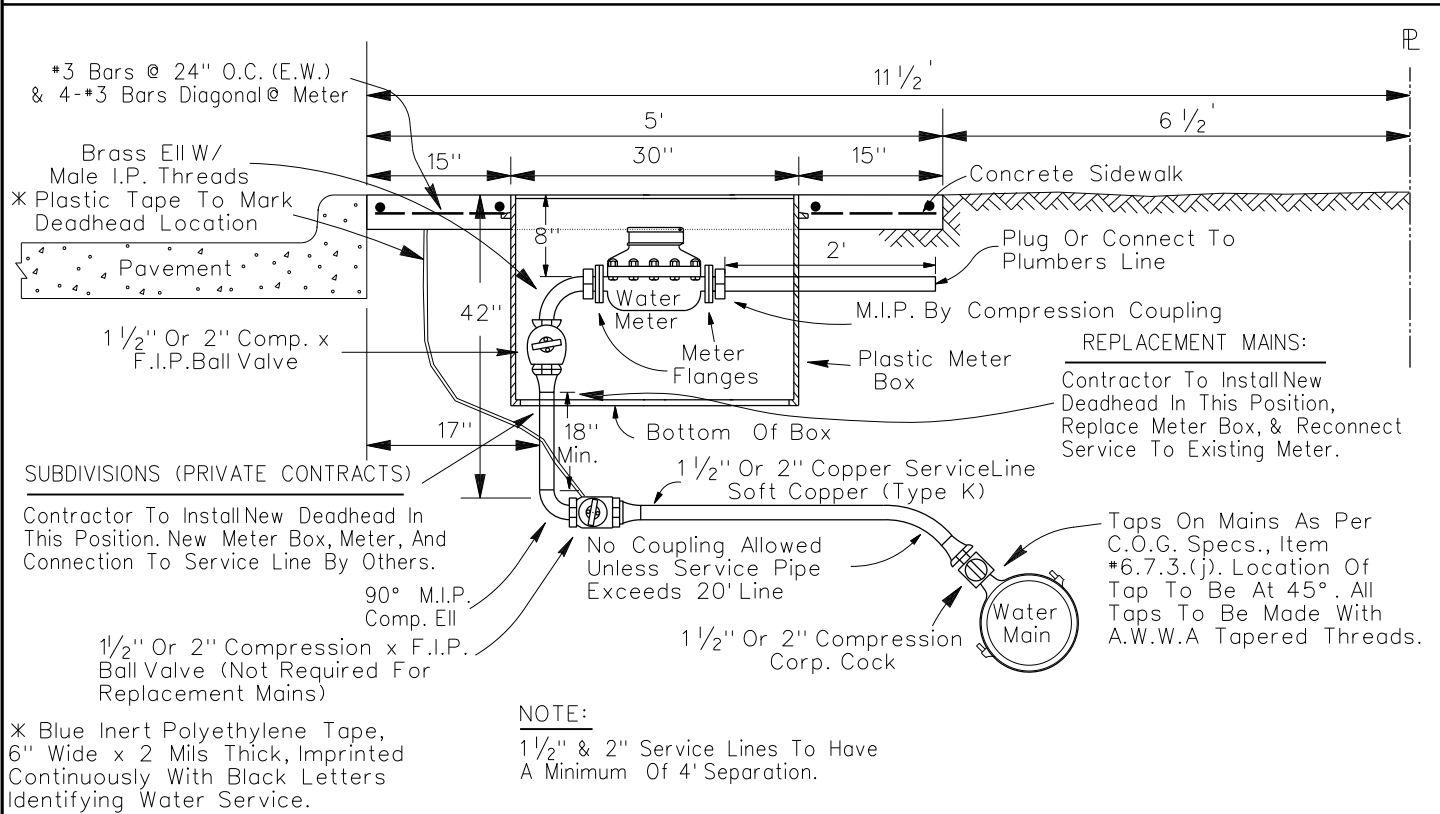 ℄
#3 Bars @ 24" O.C. (E.W.)
& 4-#3 Bars Diagonal @ Meter
11 1/2'
5'
6 1/2'
15"
30"
15"
Brass Ell W/
Male I.P. Threads
* Plastic Tape To Mark
Deadhead Location
Concrete Sidewalk
8"
2'
Plug Or Connect To
Plumbers Line
Pavement
Water
Meter
42"
M.I.P. By Compression Coupling
1 1/2" Or 2" Comp. x
F.I.P. Ball Valve
Meter
Flanges
Plastic Meter
Box
REPLACEMENT MAINS:
Contractor To Install New
Deadhead In This Position,
Replace Meter Box, & Reconnect
Service To Existing Meter.
17"
18"
Min.
Bottom Of Box
SUBDIVISIONS (PRIVATE CONTRACTS)
Contractor To Install New Deadhead In
This Position. New Meter Box, Meter, And
Connection To Service Line By Others.
1 1/2" Or 2" Copper ServiceLine
Soft Copper (Type K)
No Coupling Allowed
Unless Service Pipe
Exceeds 20' Line
Taps On Mains As Per
C.O.G. Specs., Item
#6.7.3.(j). Location Of
Tap To Be At 45°. All
Taps To Be Made With
A.W.W.A Tapered Threads.
90° M.I.P.
Comp. Ell
Water
Main
1 1/2" Or 2" Compression x F.I.P.
Ball Valve (Not Required For
Replacement Mains)
1 1/2" Or 2" Compression
Corp. Cock
* Blue Inert Polyethylene Tape,
6" Wide x 2 Mils Thick, Imprinted
Continuously With Black Letters
Identifying Water Service.
NOTE:
1 1/2" & 2" Service Lines To Have
A Minimum Of 4' Separation.